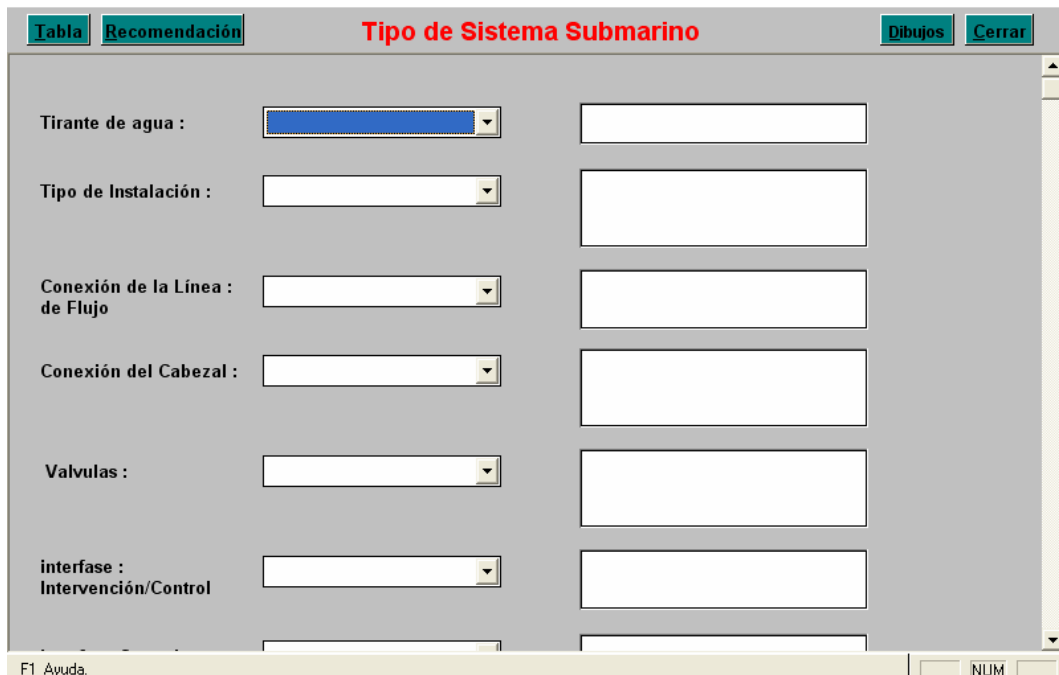 Tabla Recomendación Tipo de Sistema Submarino Dibujos Cerrar
Tirante de agua :
Tipo de Instalación :
Conexión de la Línea :
de Flujo
Conexión del Cabezal :
Valvulas :
interfase :
Intervención/Control
F1 Ayuda. NUM